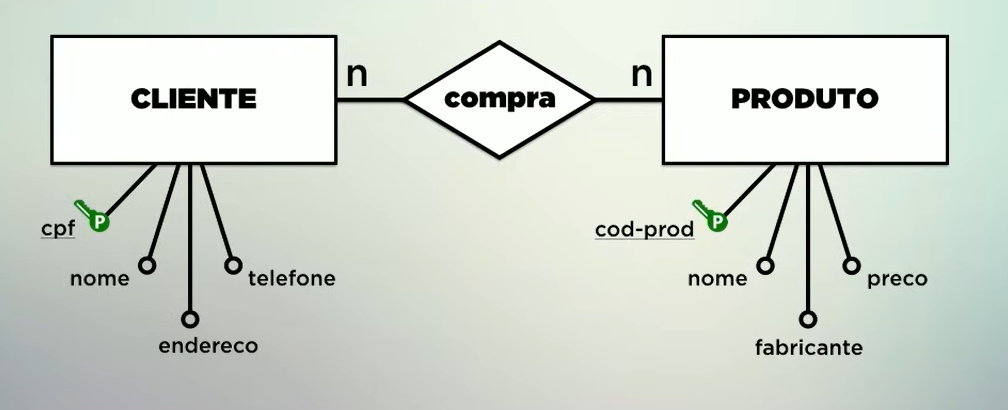 CLIENTE
n
compra
n
PRODUTO
P
cpf
nome
endereco
telefone
P
cod-prod
nome
fabricante
preco